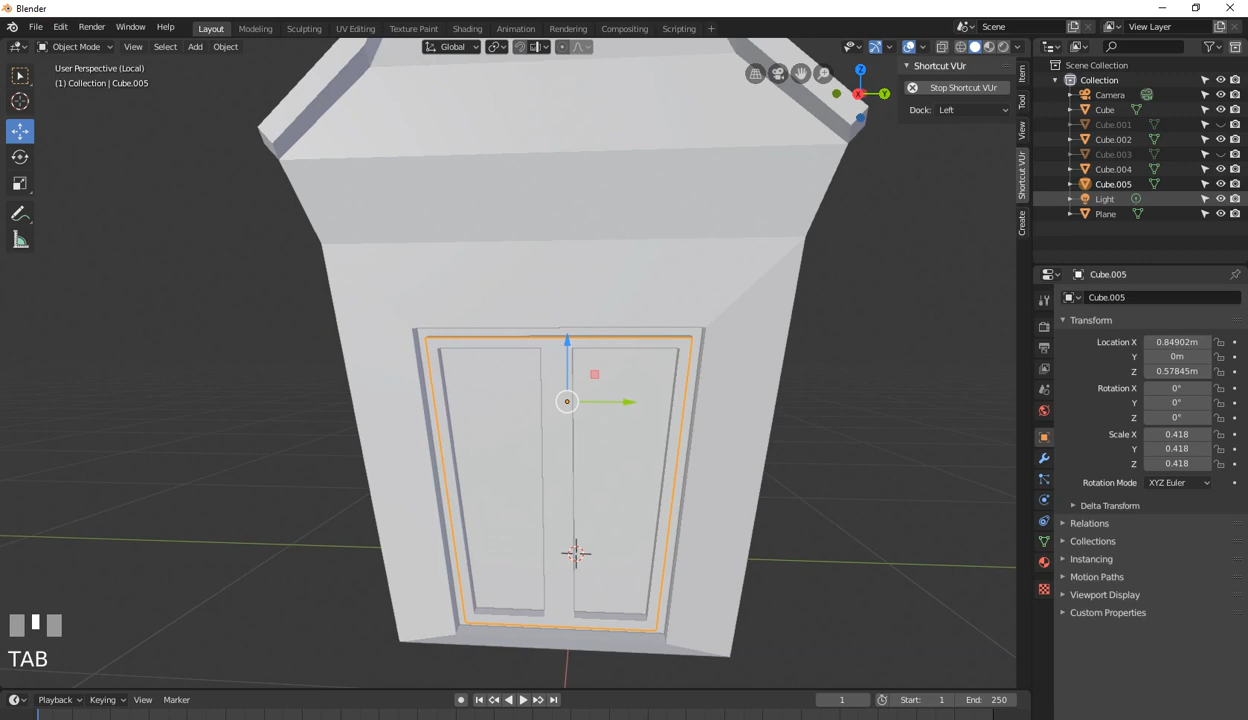 Blender
File Edit Render Window Help
Layout Modeling Sculpting UV Editing Texture Paint Shading Animation Rendering Compositing Scripting +
Scene
View Layer
Object Mode View Select Add Object
Global
User Perspective (Local)
(1) Collection | Cube.005
Shortcut VUr
Stop Shortcut VUr
Dock: Left
Item
Tool
View
Shortcut VUr
Create
Z
Y
X
Scene Collection
Collection
Camera
Cube
Cube.001
Cube.002
Cube.003
Cube.004
Cube.005
Light
Plane
Cube.005
Cube.005
Transform
Location X 0.84902m
Y 0m
Z 0.57845m
Rotation X 0°
Y 0°
Z 0°
Scale X 0.418
Y 0.418
Z 0.418
Rotation Mode XYZ Euler
Delta Transform
Relations
Collections
Instancing
Motion Paths
Viewport Display
Custom Properties
TAB
Playback Keying View Marker
1
Start: 1
End: 250